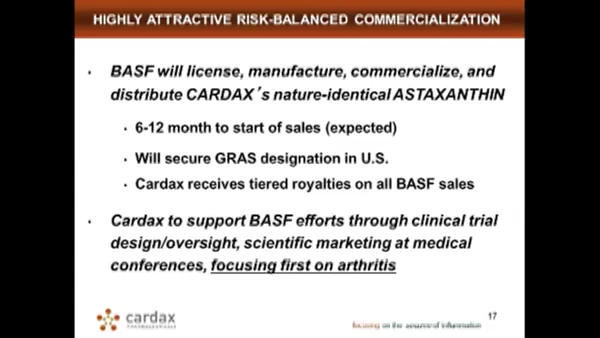 HIGHLY ATTRACTIVE RISK-BALANCED COMMERCIALIZATION
• BASF will license, manufacture, commercialize, and
distribute CARDAX´s nature-identical ASTAXANTHIN
• 6-12 month to start of sales (expected)
• Will secure GRAS designation in U.S.
• Cardax receives tiered royalties on all BASF sales
• Cardax to support BASF efforts through clinical trial
design/oversight, scientific marketing at medical
conferences, focusing first on arthritis
cardax
PHARMACEUTICALS
17
focusing on the source of inflammation